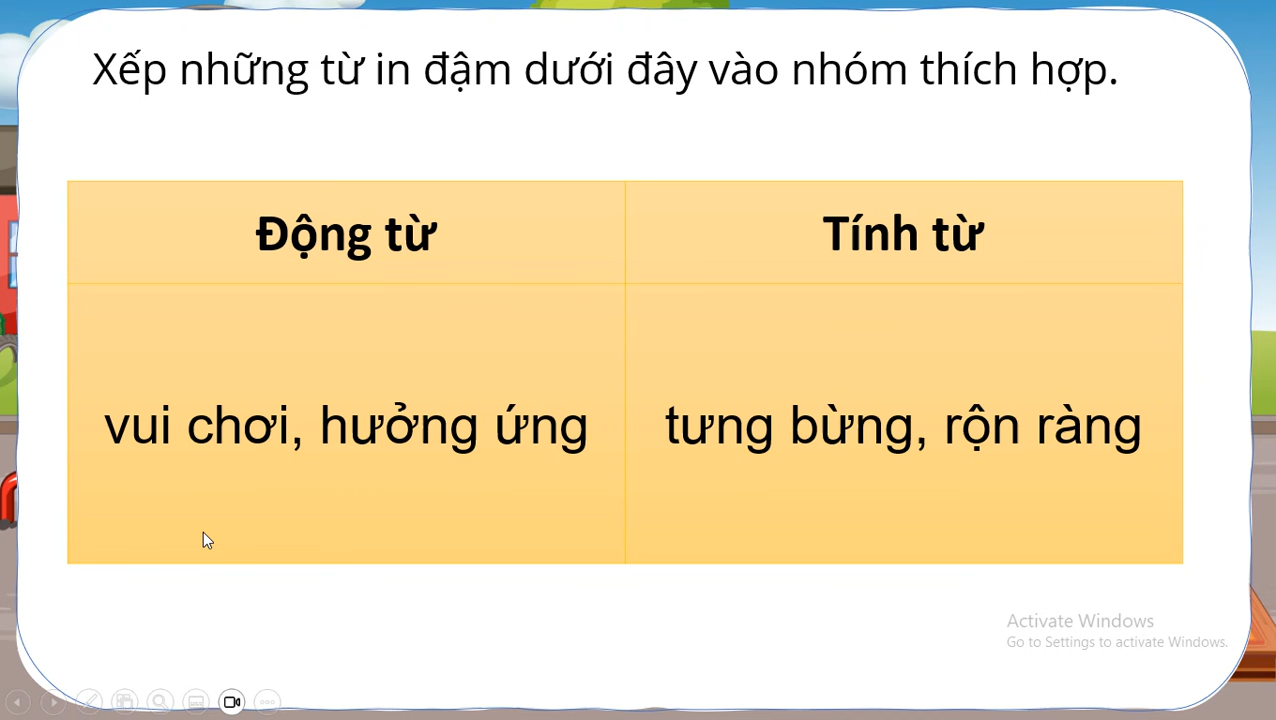 Xếp những từ in đậm dưới đây vào nhóm thích hợp.
Động từ
Tính từ
vui chơi, hưởng ứng
tưng bừng, rộn ràng
Activate Windows
Go to Settings to activate Windows.